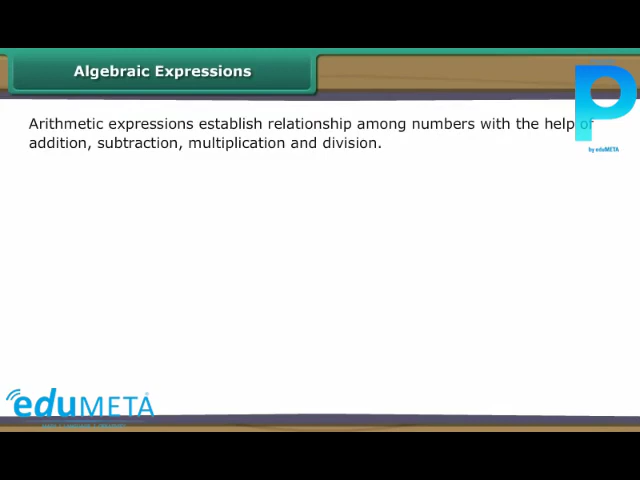 Algebraic Expressions
Arithmetic expressions establish relationship among numbers with the help of
addition, subtraction, multiplication and division.
P
by eduMETA
eduMETA